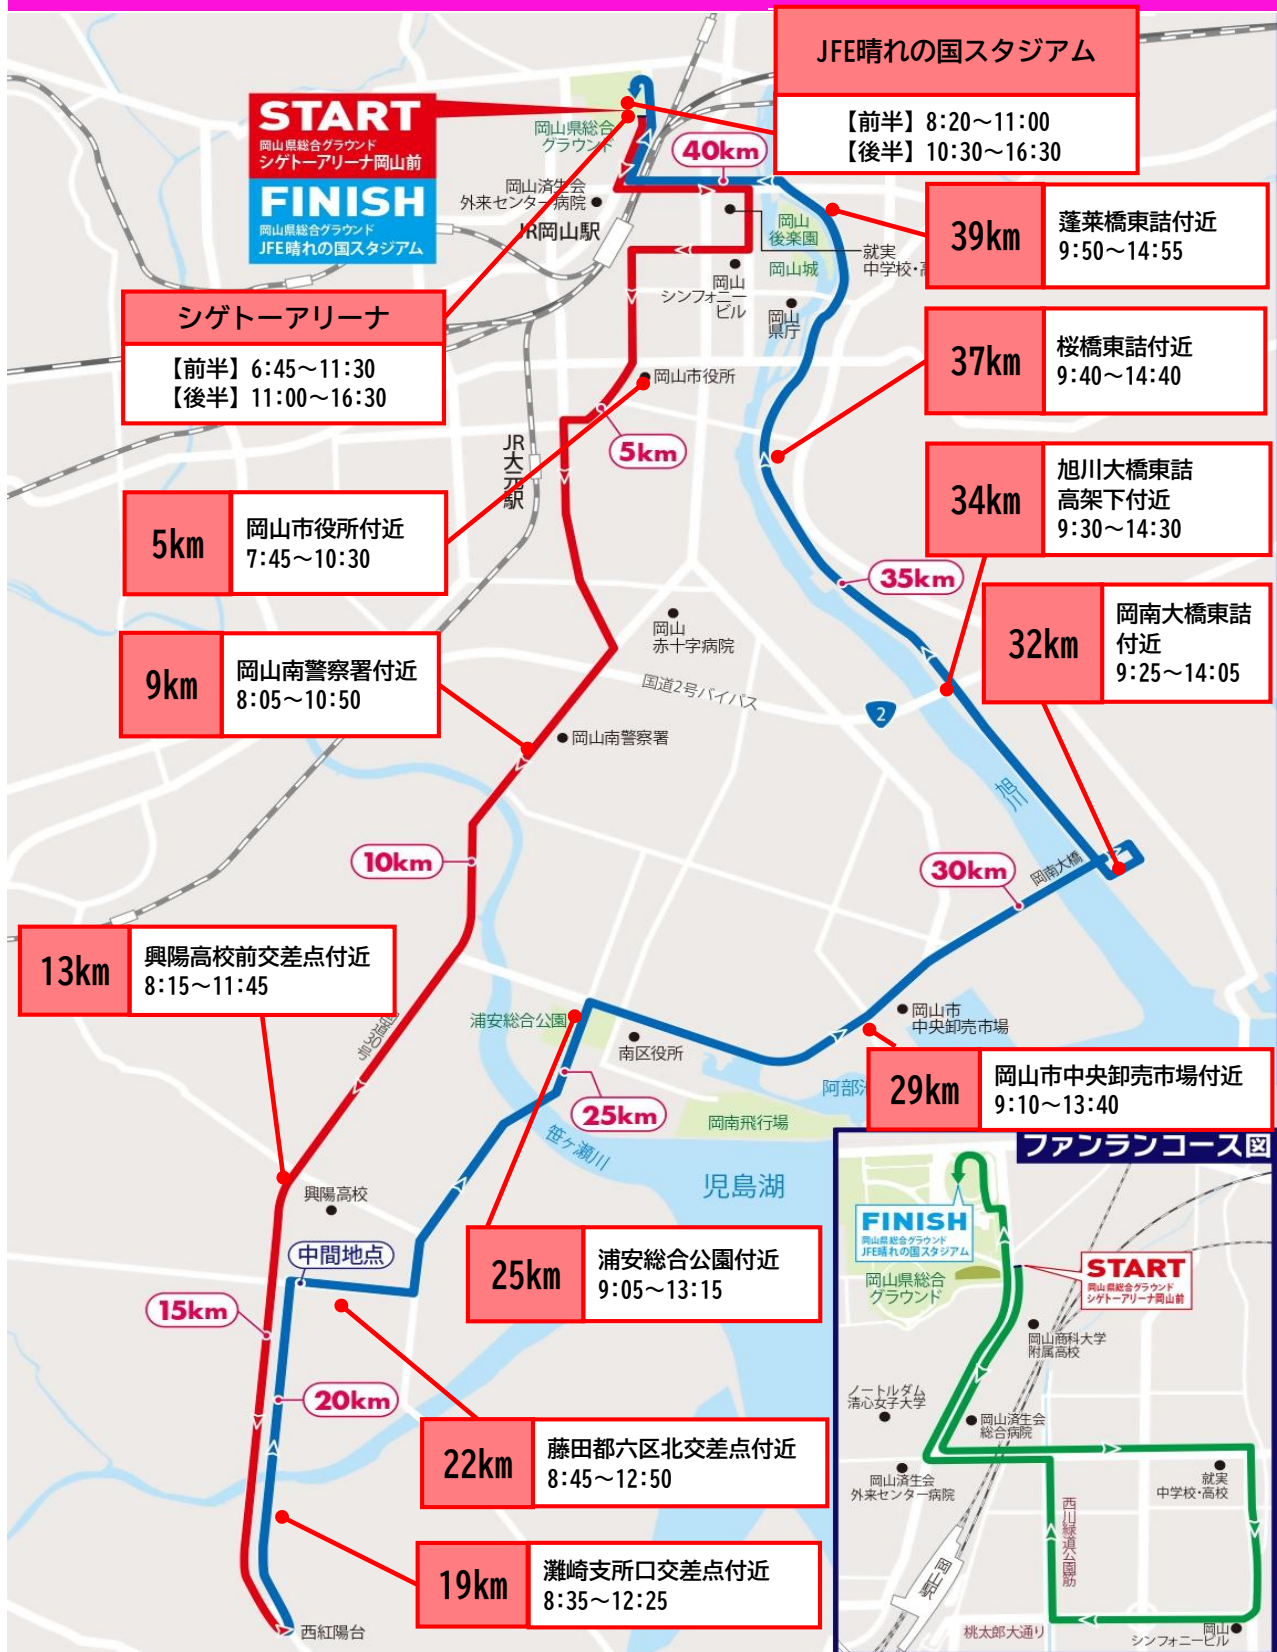 JFE晴れの国スタジアム
【前半】8:20～11:00
【後半】10:30～16:30
START
岡山県総合グラウンド
シゲトーアリーナ岡山前
FINISH
岡山県総合グラウンド
JFE晴れの国スタジアム
岡山県総合
グラウンド
40km
岡山済生会
外来センター病院
JR岡山駅
岡山
後楽園
就実
中学校・高
岡山城
岡山
シンフォニー
ビル
岡山
県庁
39km
蓬莱橋東詰付近
9:50～14:55
シゲトーアリーナ
【前半】6:45～11:30
【後半】11:00～16:30
37km
桜橋東詰付近
9:40～14:40
岡山市役所
5km
JR大元駅
34km
旭川大橋東詰
高架下付近
9:30～14:30
5km
岡山市役所付近
7:45～10:30
35km
32km
岡南大橋東詰
付近
9:25～14:05
岡山
赤十字病院
9km
岡山南警察署付近
8:05～10:50
国道2号バイパス
2
岡山南警察署
旭川
10km
30km
岡南大橋
13km
興陽高校前交差点付近
8:15～11:45
国道30号
浦安総合公園
南区役所
岡山市
中央卸売市場
25km
阿部
29km
岡山市中央卸売市場付近
9:10～13:40
岡南飛行場
笹ヶ瀬川
児島湖
興陽高校
中間地点
25km
浦安総合公園付近
9:05～13:15
15km
20km
22km
藤田都六区北交差点付近
8:45～12:50
19km
灘崎支所口交差点付近
8:35～12:25
西紅陽台
ファンランコース図
FINISH
岡山県総合グラウンド
JFE晴れの国スタジアム
START
岡山県総合グラウンド
シゲトーアリーナ岡山前
岡山県総合
グラウンド
岡山商科大学
附属高校
ノートルダム
清心女子大学
岡山済生会
総合病院
岡山済生会
外来センター病院
就実
中学校・高校
西川緑道公園筋
岡山駅
桃太郎大通り
岡山
シンフォニービル